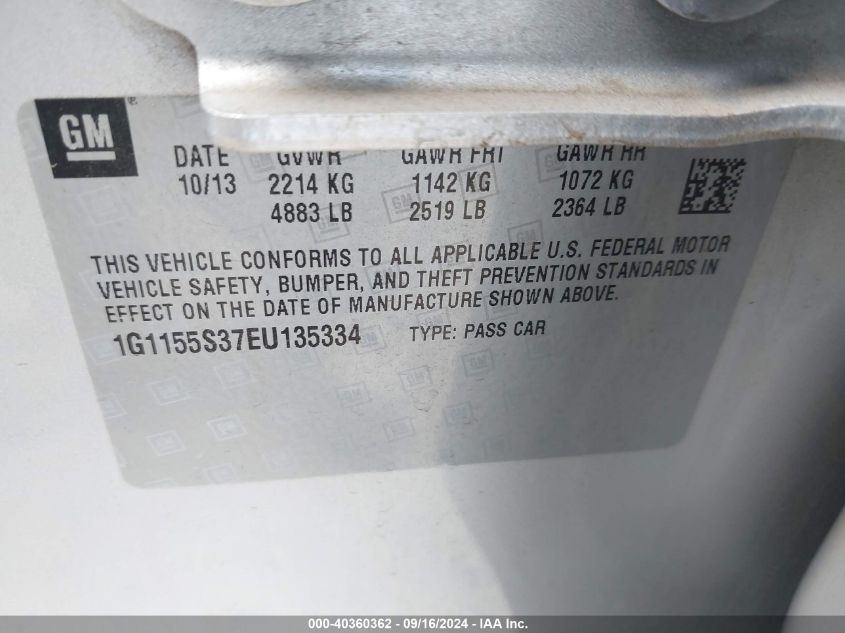 GM
DATE GVWR GAWR FRT GAWR RR
10/13 2214 KG 1142 KG 1072 KG
4883 LB 2519 LB 2364 LB
THIS VEHICLE CONFORMS TO ALL APPLICABLE U.S. FEDERAL MOTOR
VEHICLE SAFETY, BUMPER, AND THEFT PREVENTION STANDARDS IN
EFFECT ON THE DATE OF MANUFACTURE SHOWN ABOVE.
1G1155S37EU135334 TYPE: PASS CAR
000-40360362 - 09/16/2024 - IAA Inc.